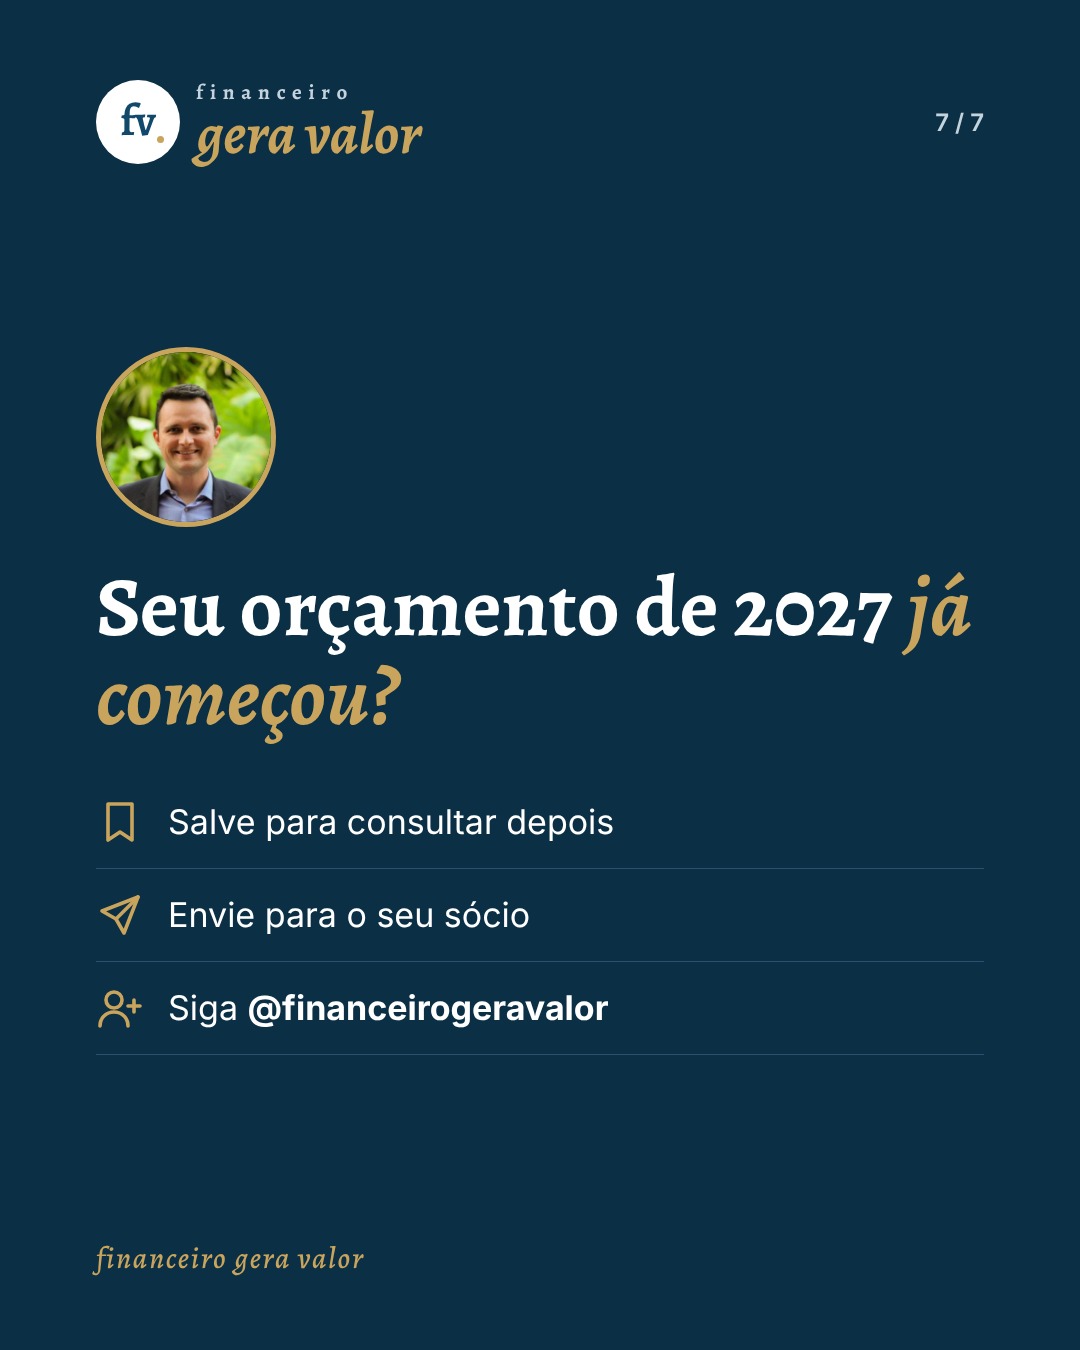 fv.
financeiro
gera valor
7 / 7
Seu orçamento de 2027 já
começou?
Salve para consultar depois
Envie para o seu sócio
Siga @financeirogeravalor
financeiro gera valor